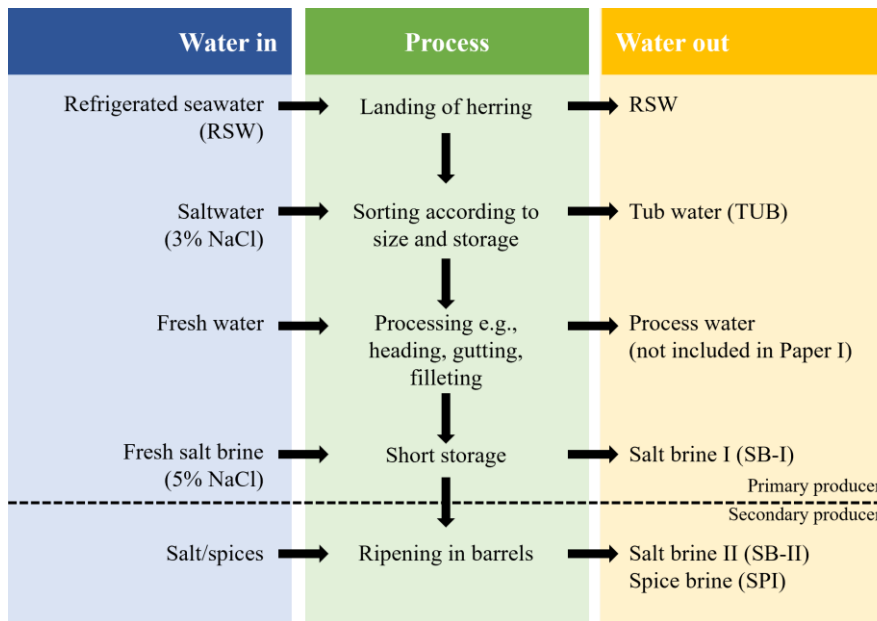 Water in
Process
Water out
Refrigerated seawater
(RSW)
Landing of herring
RSW
Saltwater
(3% NaCl)
Sorting according to
size and storage
Tub water (TUB)
Fresh water
Processing e.g.,
heading, gutting,
filleting
Process water
(not included in Paper I)
Fresh salt brine
(5% NaCl)
Short storage
Salt brine I (SB-I)
Primary producer
Secondary producer
Salt/spices
Ripening in barrels
Salt brine II (SB-II)
Spice brine (SPI)